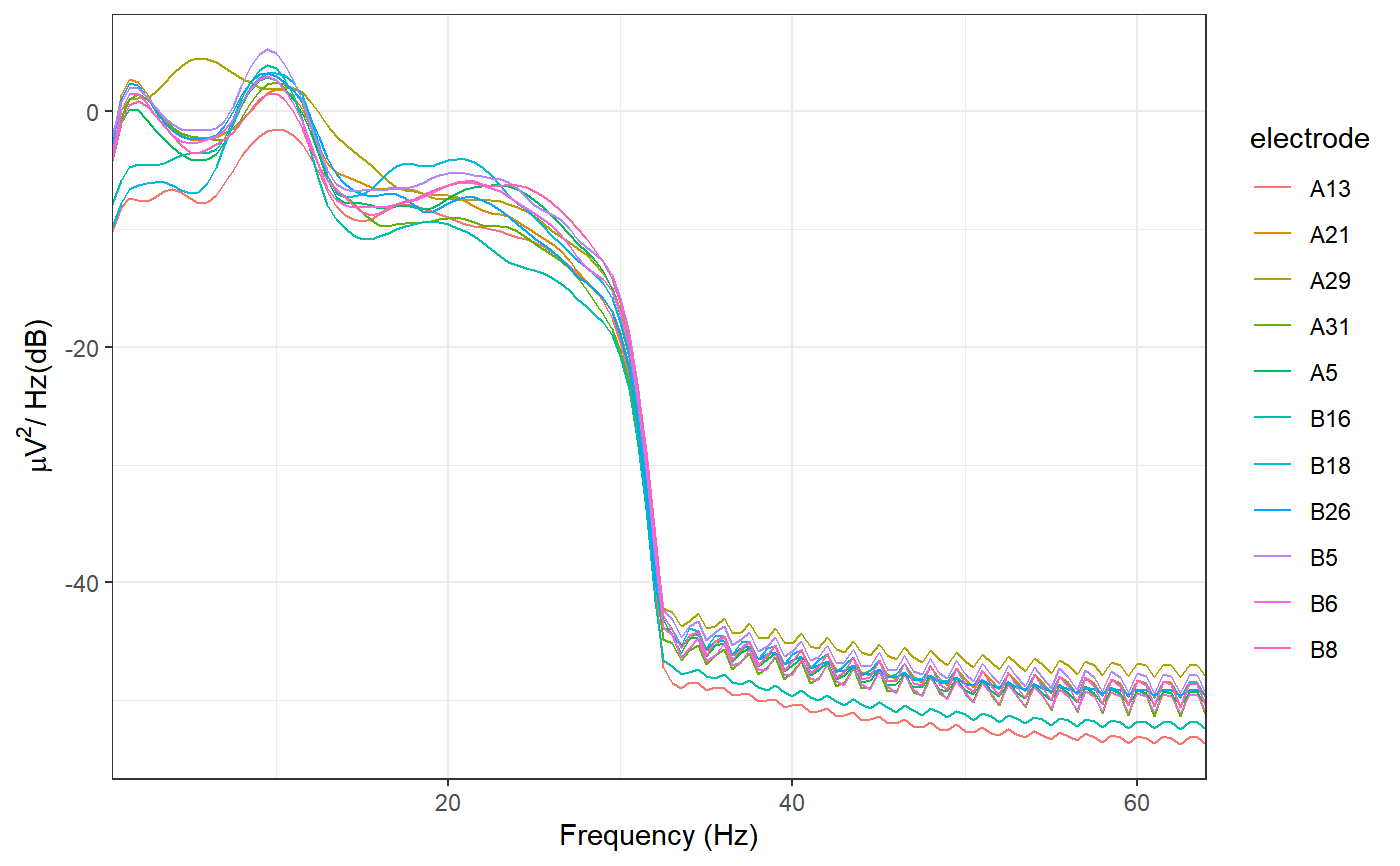 0
-20
-40
20
40
60
Frequency (Hz)
μV²/ Hz(dB)
electrode
A13
A21
A29
A31
A5
B16
B18
B26
B5
B6
B8